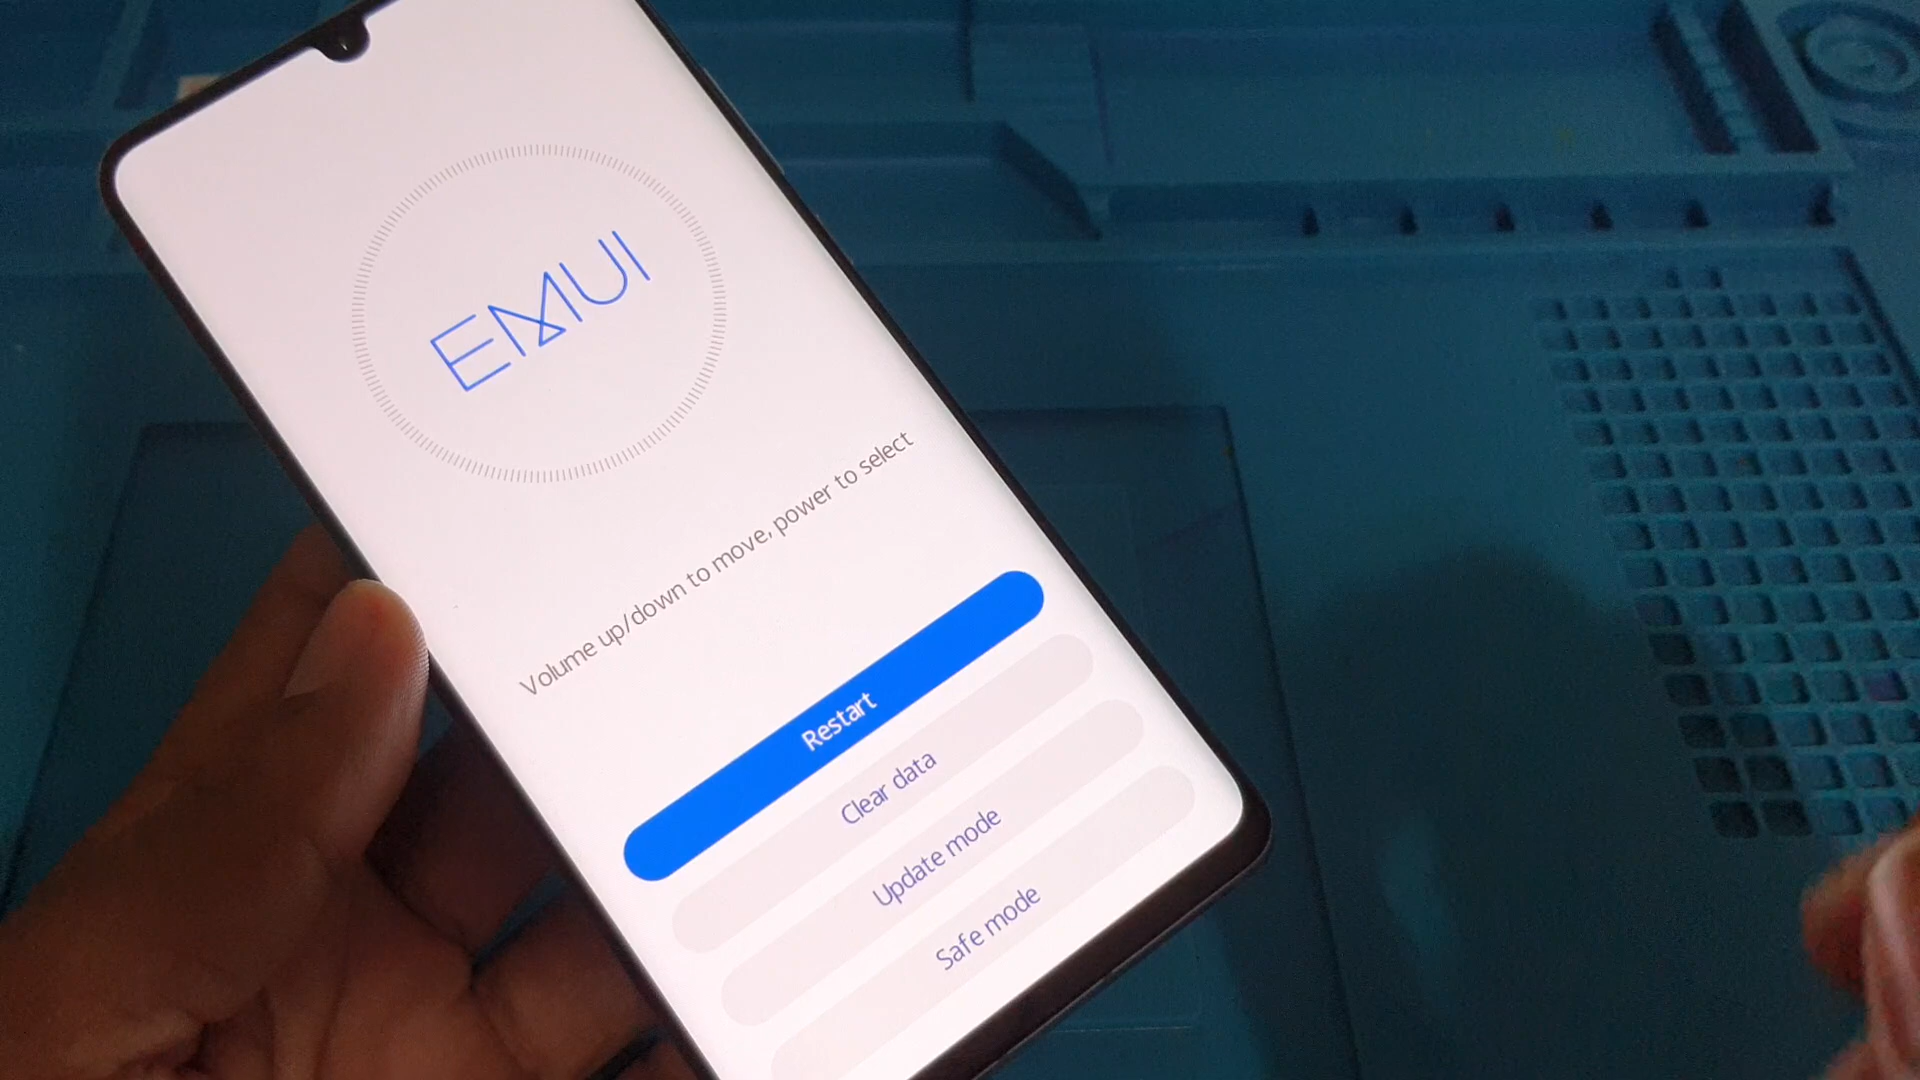 EMUI
Volume up/down to move, power to select
Restart
Clear data
Update mode
Safe mode